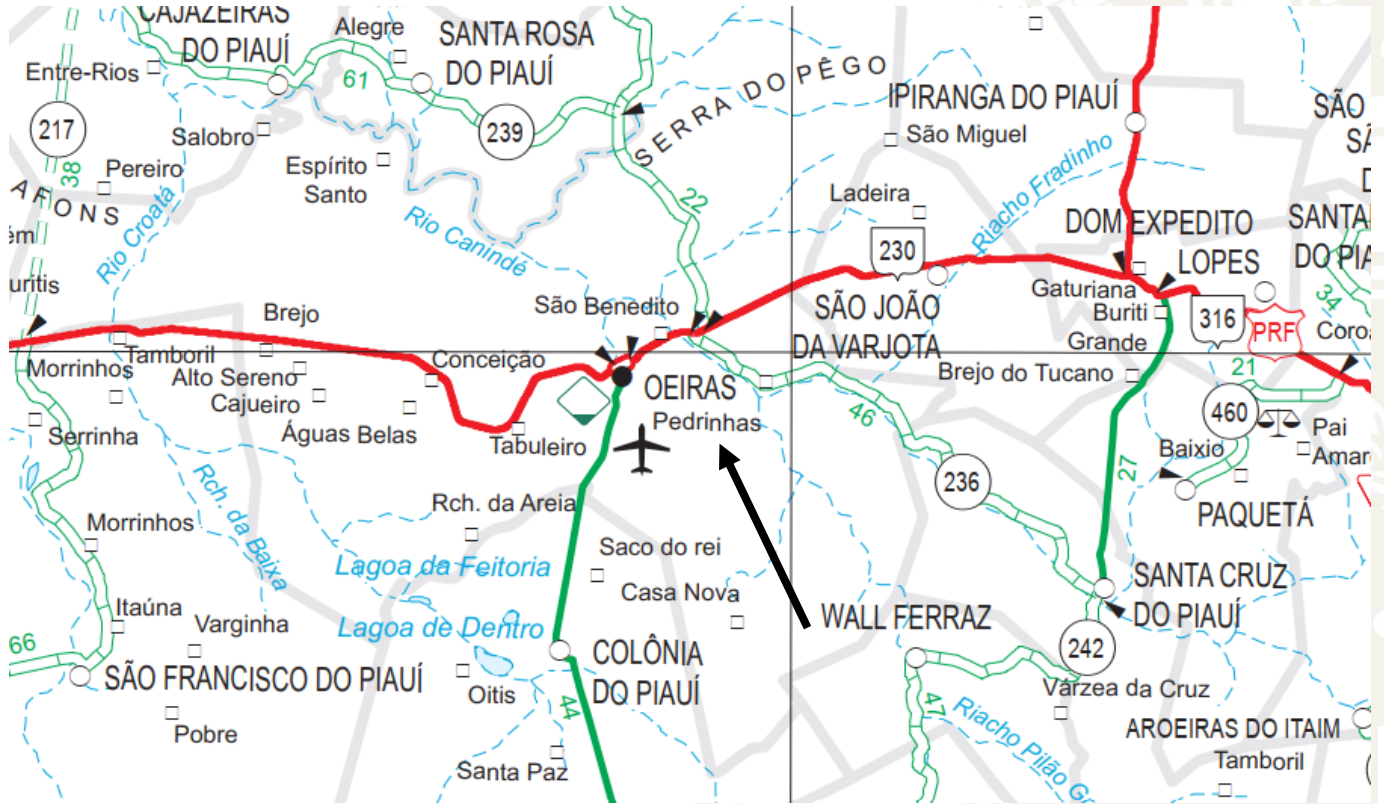 CAJAZEIRAS
DO PIAUÍ
Alegre
SANTA ROSA
DO PIAUÍ
Entre-Rios
61
SERRA DO PÊGO
IPIRANGA DO PIAUÍ
SÃO
217
Salobro
239
São Miguel
38
Pereiro
Espírito
Santo
Rio Croatá
Rio Canindé
22
Ladeira
Riacho Fradinho
DOM EXPEDITO
LOPES
230
Gaturiana
Buriti
Grande
316
PRF
34
Brejo
São Benedito
SÃO JOÃO
DA VARJOTA
Morrinhos
Tamboril
Alto Sereno
Cajueiro
Conceição
OEIRAS
Pedrinhas
Brejo do Tucano
21
46
460
Serrinha
Águas Belas
Tabuleiro
Baixio
Pai
236
27
Rch. da Baixa
Rch. da Areia
PAQUETÁ
Morrinhos
Saco do rei
Lagoa da Feitoria
Casa Nova
SANTA CRUZ
DO PIAUÍ
Itaúna
Varginha
Lagoa de Dentro
WALL FERRAZ
66
242
SÃO FRANCISCO DO PIAUÍ
COLÔNIA
DO PIAUÍ
Oitis
44
47
Várzea da Cruz
Pobre
Riacho Pilão
AROEIRAS DO ITAIM
Tamboril
Santa Paz